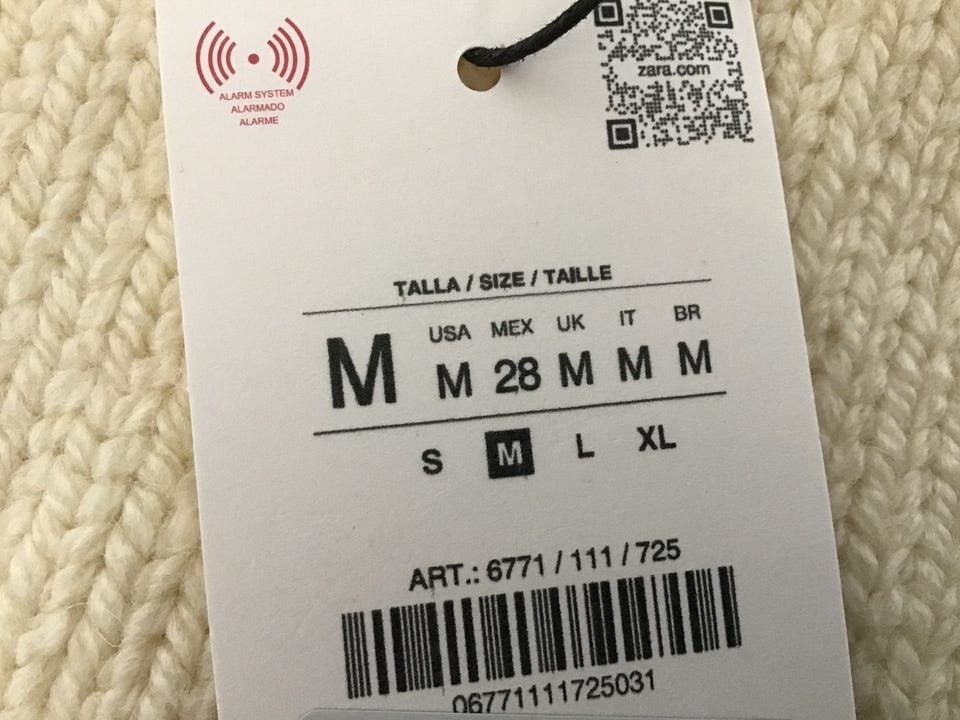 ALARM SYSTEM
ALARMADO
ALARME
zara.com
TALLA / SIZE / TAILLE
USA MEX UK IT BR
M M 28 M M M
S M L XL
ART.: 6771 / 111 / 725
06771111725031